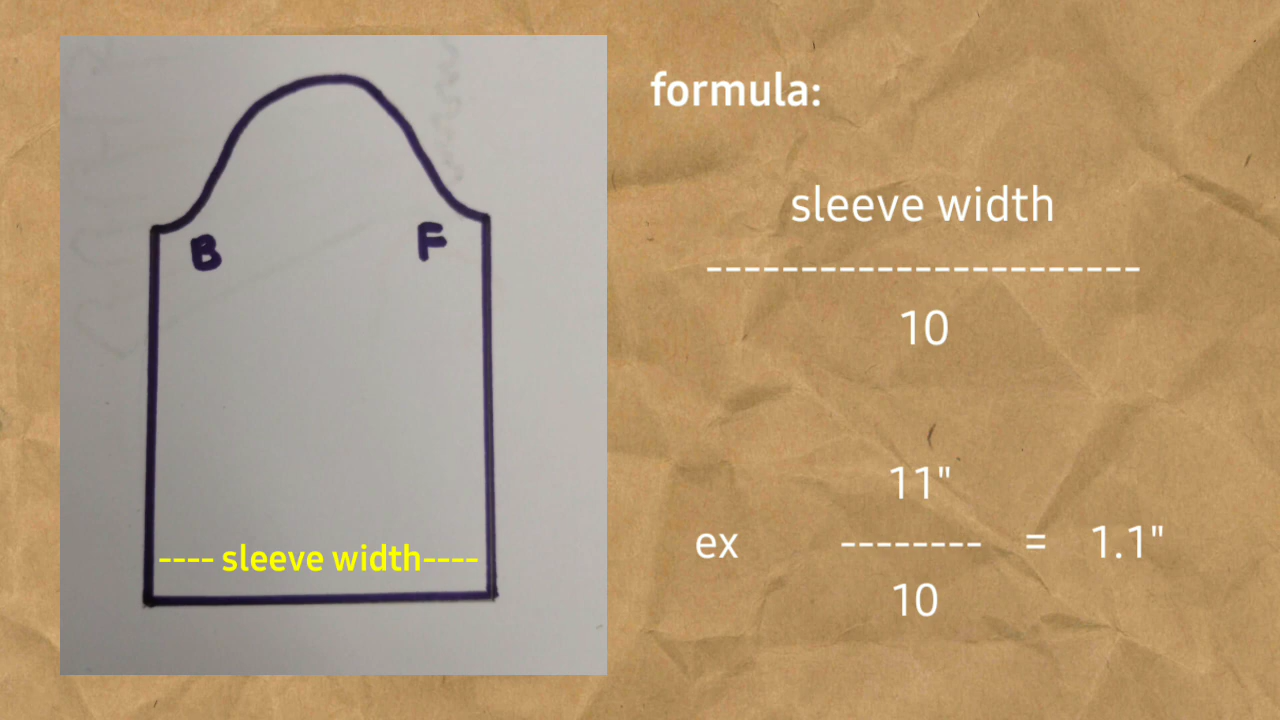 B F
---- sleeve width----
formula:
sleeve width
-----------------------
10
11"
ex -------- = 1.1"
10